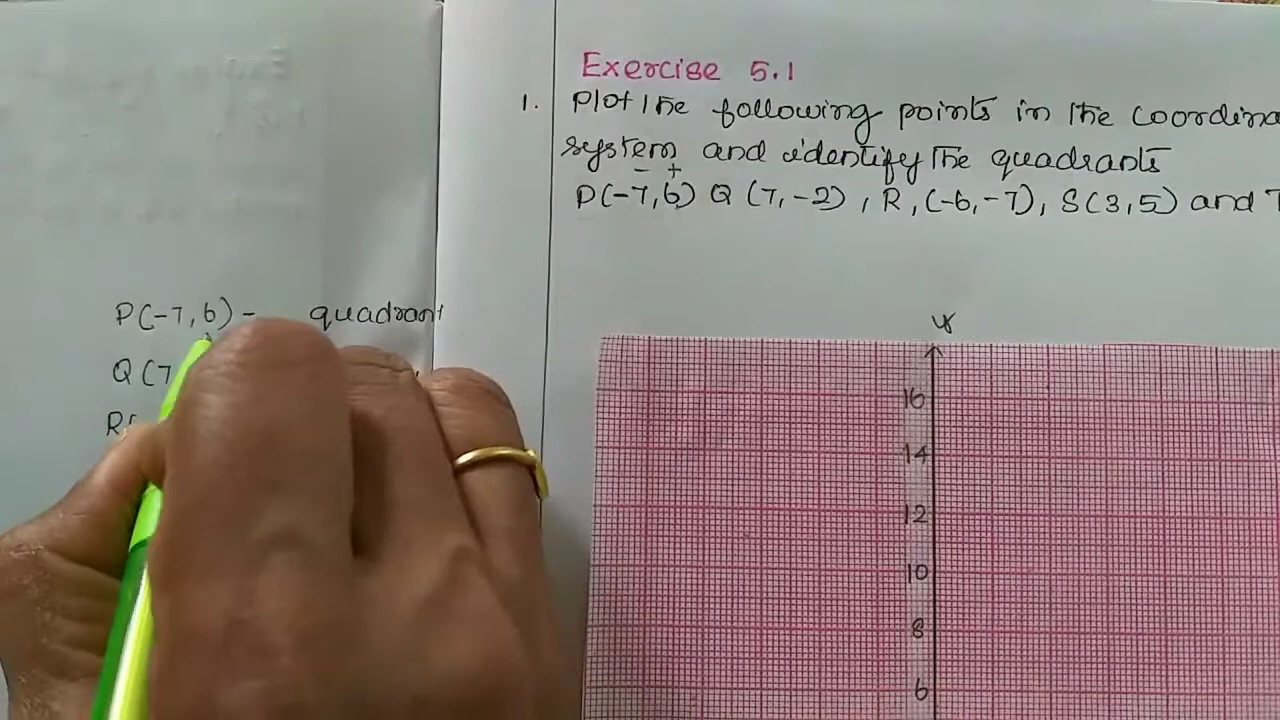 Exercise 5.1
1. Plot the following points in the coordina
system and identify the quadrants
- +
P(-7,6) Q (7,-2), R, (-6,-7), S(3,5) and T
P(-7,6) - quadrant
Q (7
R(
y
16
14
12
10
8
6